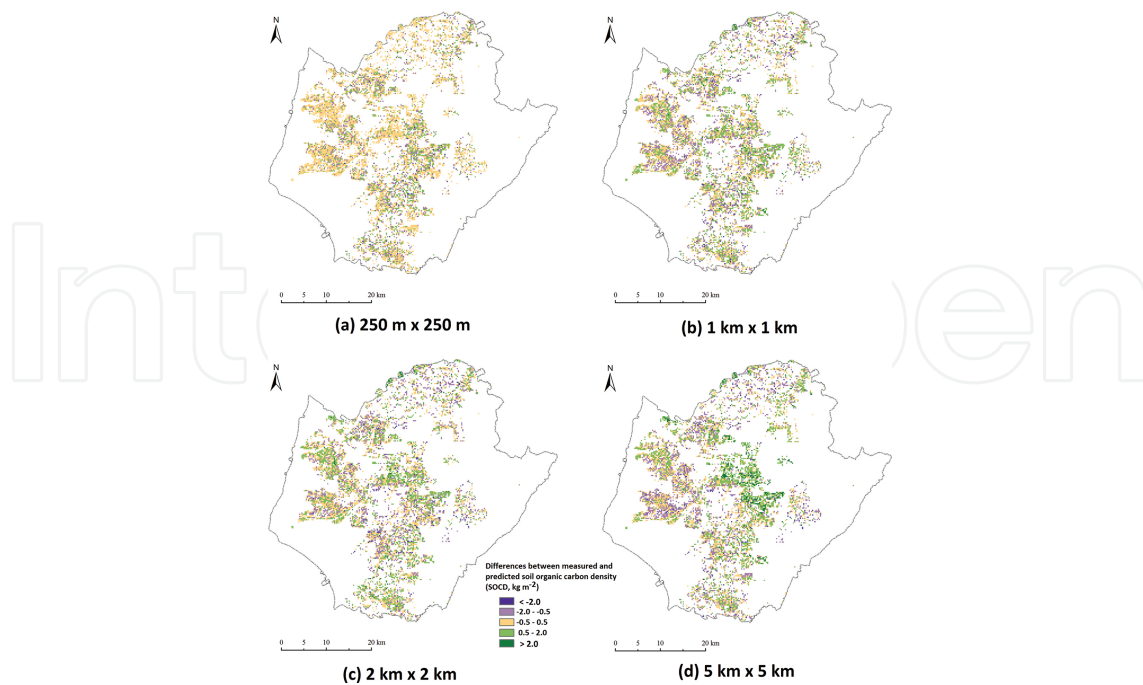 N
N
0 5 10 20 km
0 5 10 20 km
(a) 250 m x 250 m
(b) 1 km x 1 km
IntechOpen
N
N
Differences between measured and
predicted soil organic carbon density
(SOCD, kg m⁻²)
< -2.0
-2.0 - -0.5
-0.5 - 0.5
0.5 - 2.0
> 2.0
0 5 10 20 km
0 5 10 20 km
(c) 2 km x 2 km
(d) 5 km x 5 km